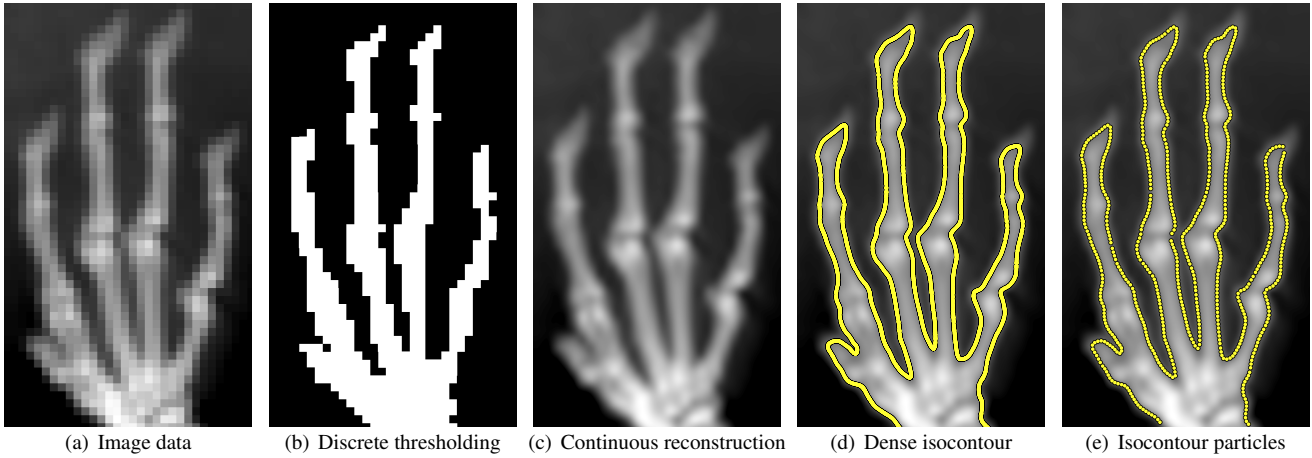 (a) Image data
(b) Discrete thresholding
(c) Continuous reconstruction
(d) Dense isocontour
(e) Isocontour particles